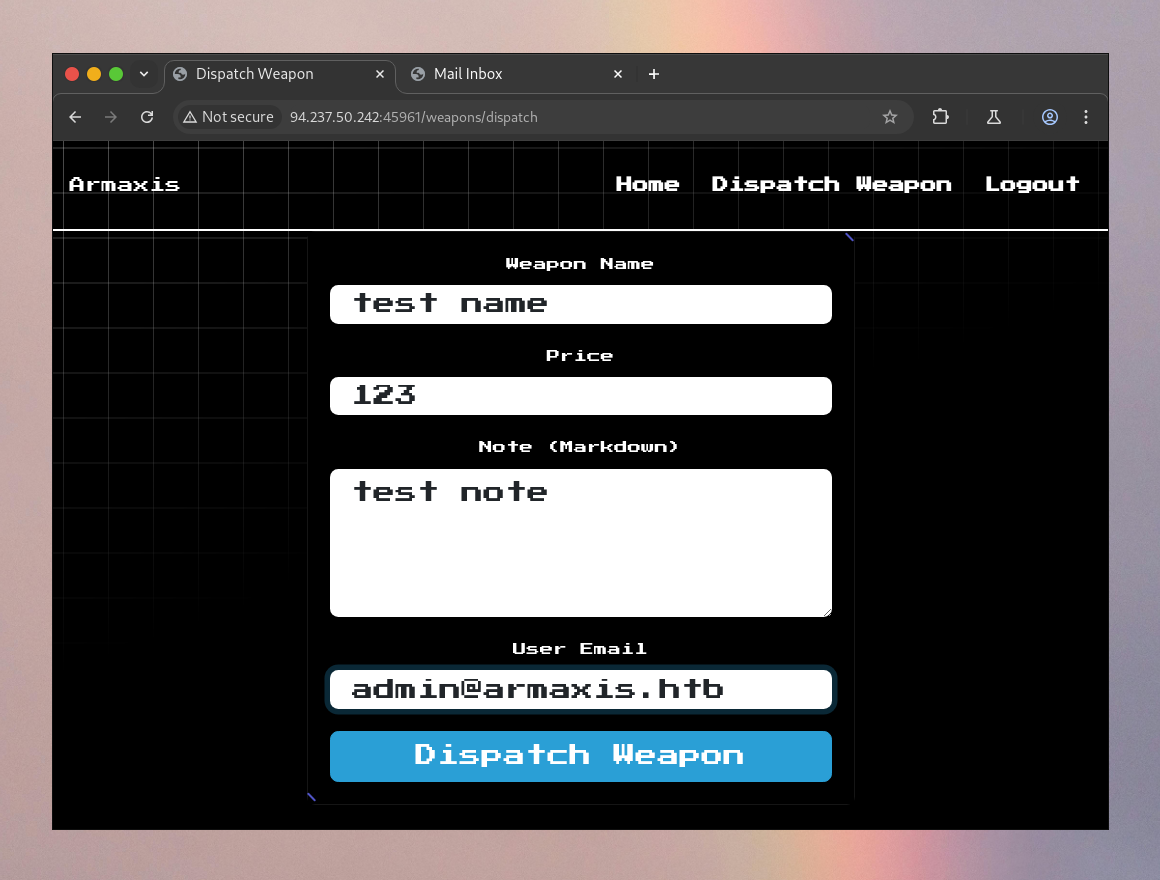 Dispatch Weapon
Mail Inbox
Not secure 94.237.50.242:45961/weapons/dispatch
Armaxis Home Dispatch Weapon Logout
Weapon Name
test name
Price
123
Note (Markdown)
test note
User Email
admin@armaxis.htb
Dispatch Weapon